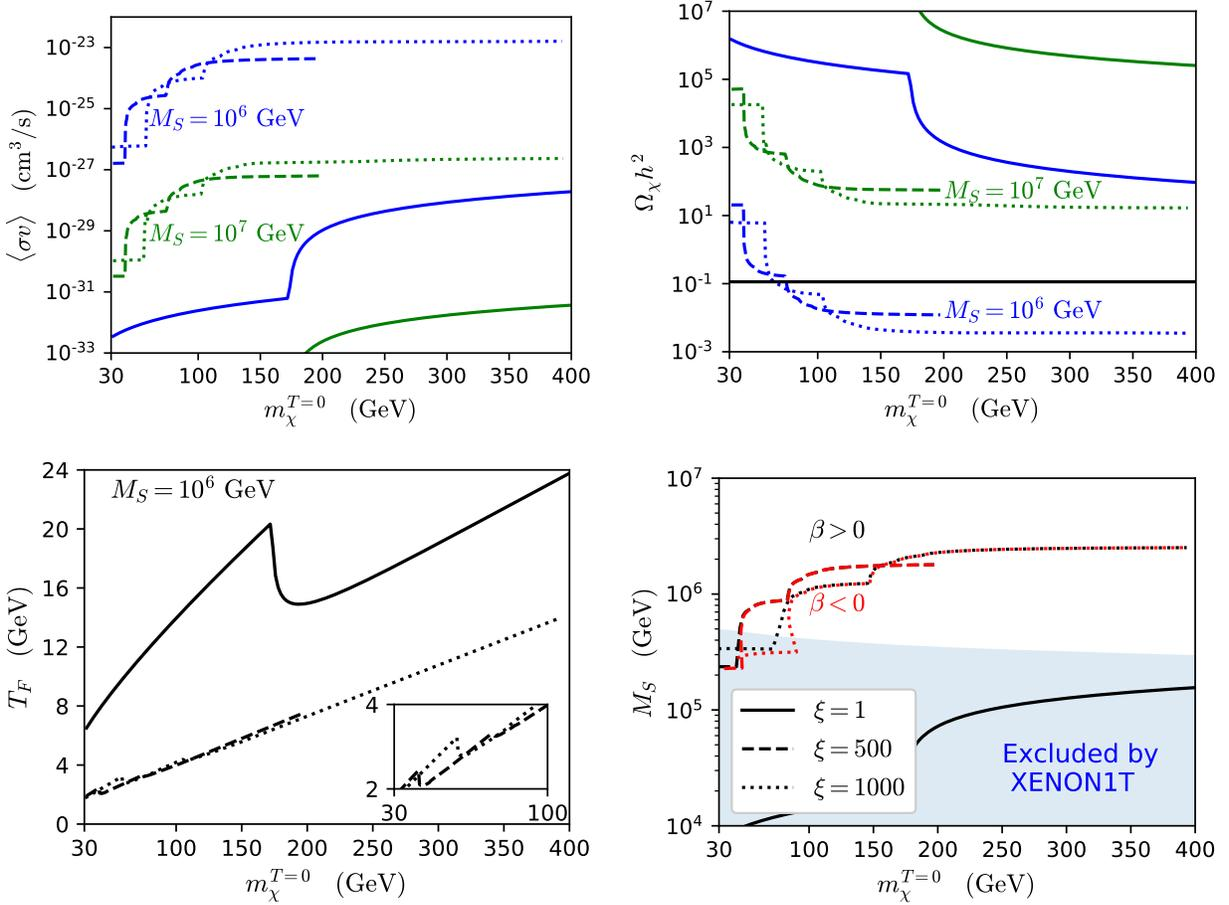 10^-23
10^-25
10^-27
10^-29
10^-31
10^-33
⟨σv⟩ (cm^3/s)
M_S = 10^6 GeV
M_S = 10^7 GeV
30 100 150 200 250 300 350 400
m_χ^{T=0} (GeV)
10^7
10^5
10^3
10^1
10^-1
10^-3
Ω_χ h^2
M_S = 10^7 GeV
M_S = 10^6 GeV
30 100 150 200 250 300 350 400
m_χ^{T=0} (GeV)
24
20
16
12
8
4
0
T_F (GeV)
M_S = 10^6 GeV
4
2
30 100
30 100 150 200 250 300 350 400
m_χ^{T=0} (GeV)
10^7
10^6
10^5
10^4
M_S (GeV)
β > 0
β < 0
ξ = 1
ξ = 500
ξ = 1000
Excluded by
XENON1T
30 100 150 200 250 300 350 400
m_χ^{T=0} (GeV)